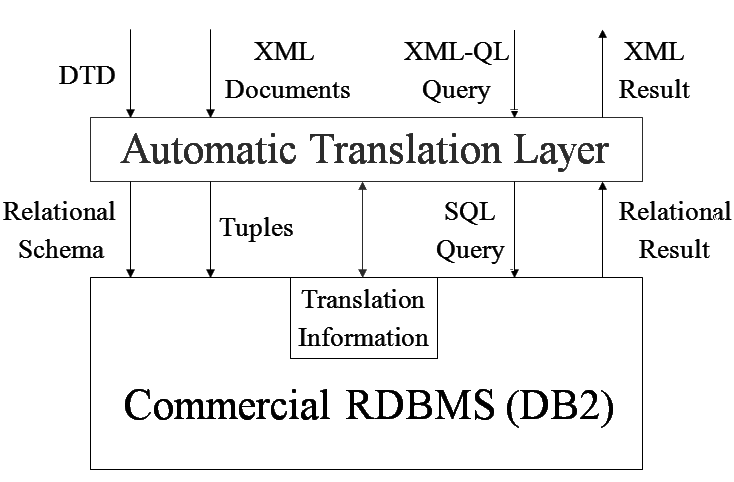 DTD
XML
Documents
XML-QL
Query
XML
Result
Automatic Translation Layer
Relational
Schema
Tuples
SQL
Query
Relational
Result
Translation
Information
Commercial RDBMS (DB2)